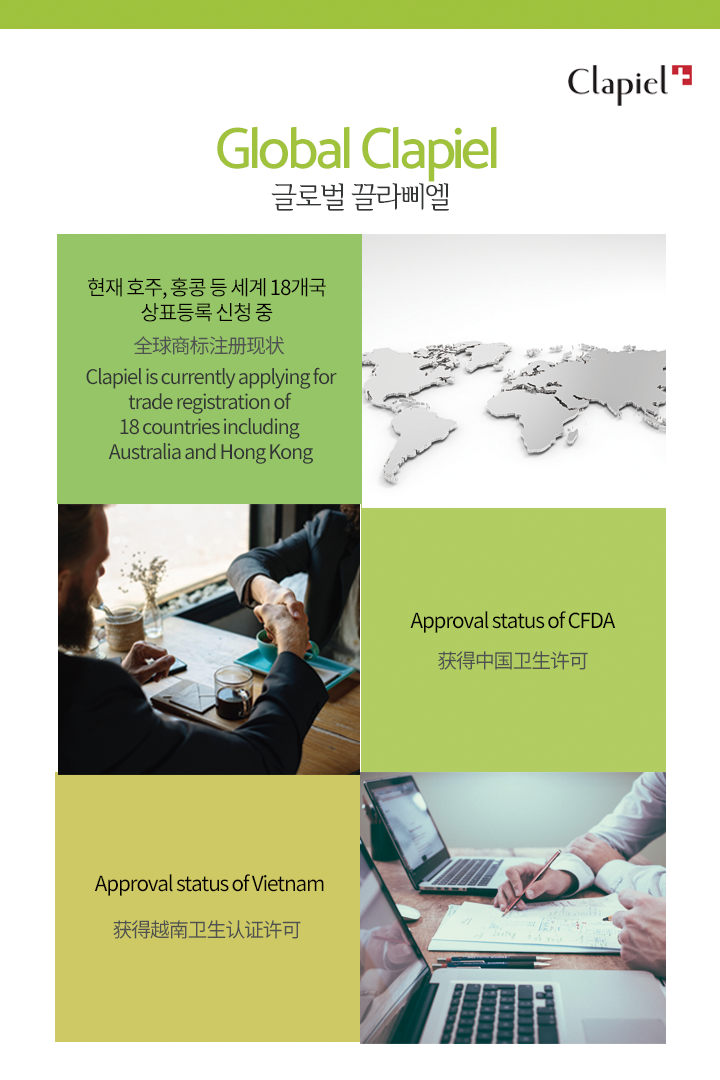 Clapiel
Global Clapiel
글로벌 끌라삐엘
현재 호주, 홍콩 등 세계 18개국
상표등록 신청 중
全球商标注册现状
Clapiel is currently applying for
trade registration of
18 countries including
Australia and Hong Kong
Approval status of CFDA
获得中国卫生许可
Approval status of Vietnam
获得越南卫生认证许可